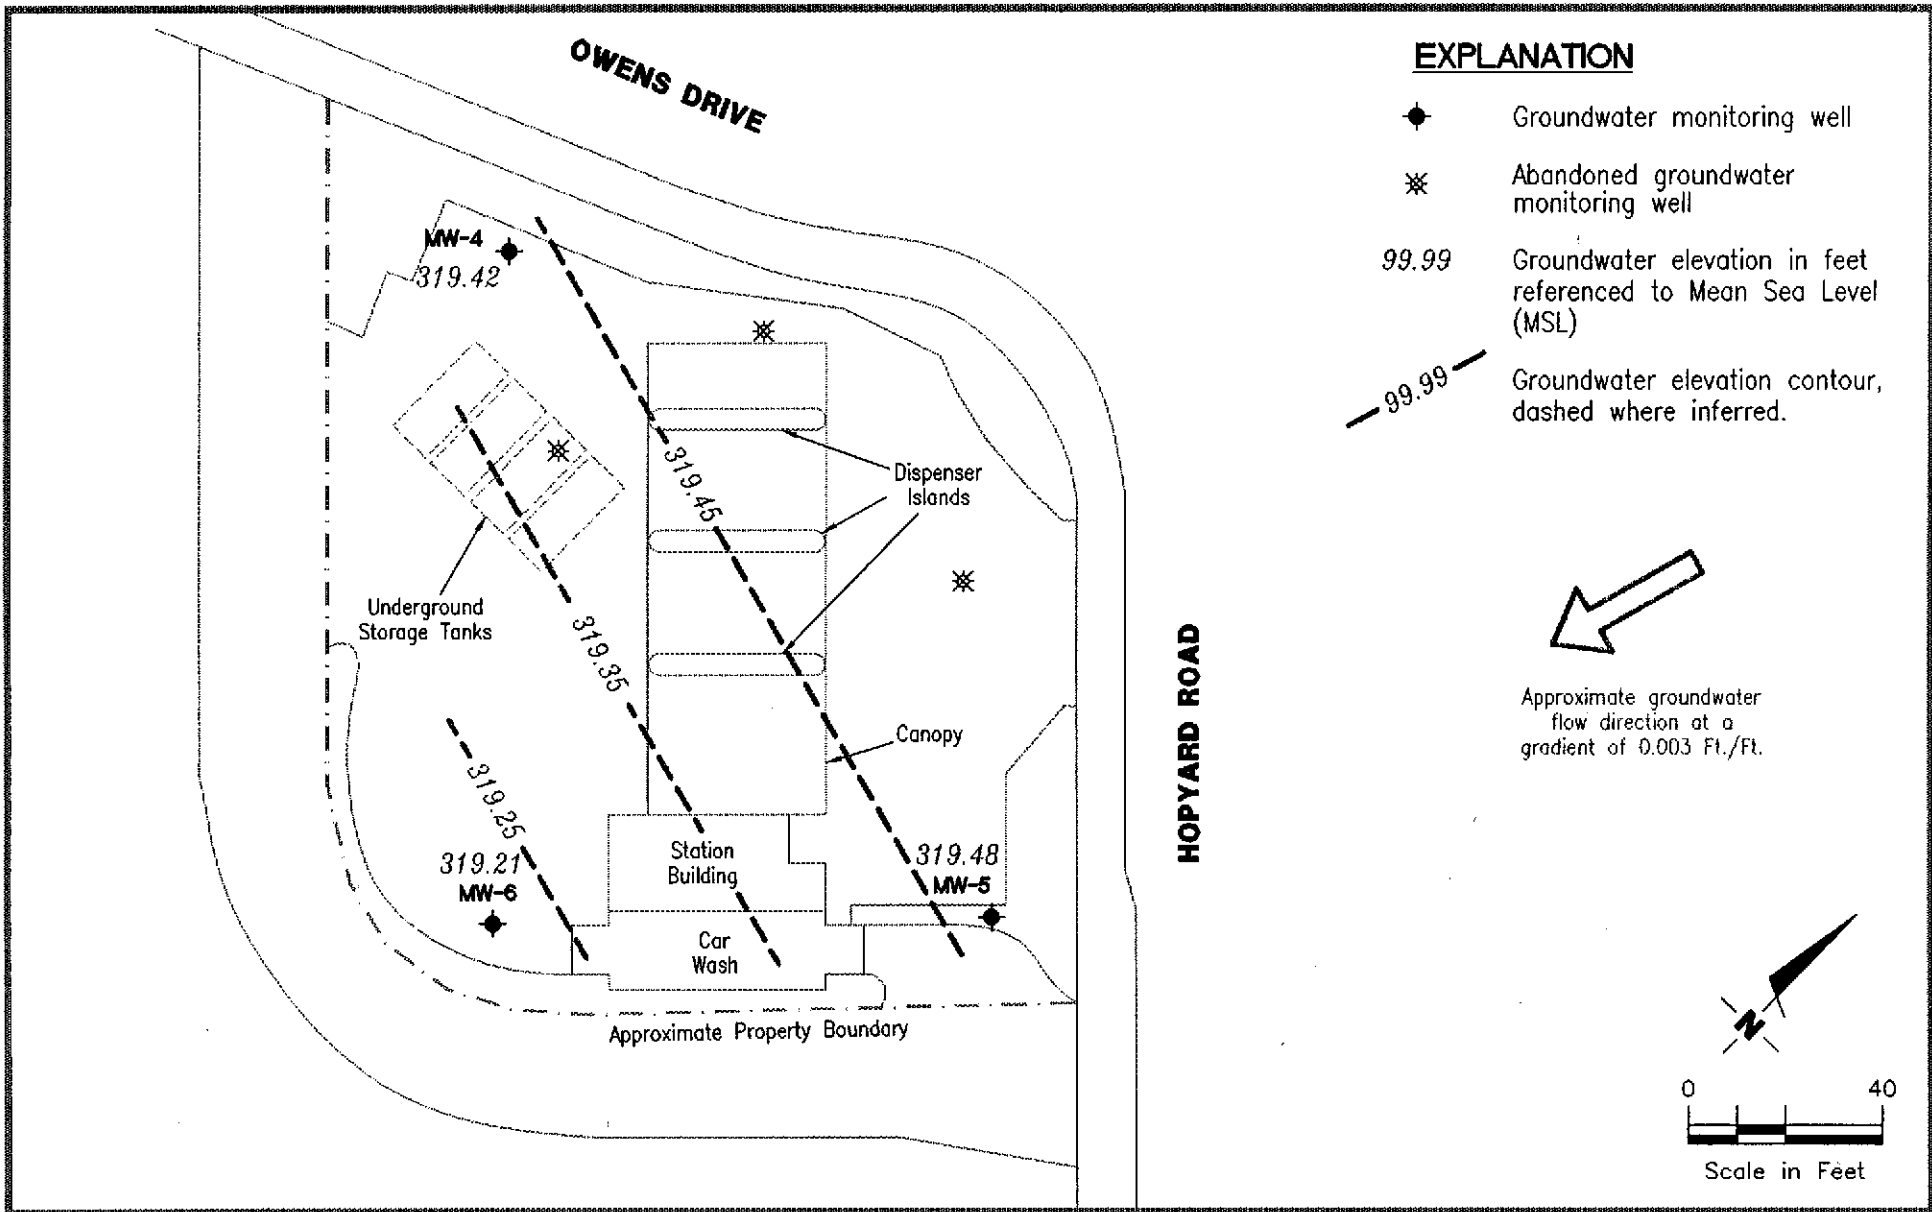 OWENS DRIVE
EXPLANATION
Groundwater monitoring well
Abandoned groundwater
monitoring well
99.99
Groundwater elevation in feet
referenced to Mean Sea Level
(MSL)
99.99
Groundwater elevation contour,
dashed where inferred.
MW-4
319.42
319.45
Dispenser
Islands
Underground
Storage Tanks
319.35
Canopy
HOPYARD ROAD
Approximate groundwater
flow direction at a
gradient of 0.003 Ft./Ft.
319.25
319.21
MW-6
Station
Building
319.48
MW-5
Car
Wash
Approximate Property Boundary
N
0 40
Scale in Feet